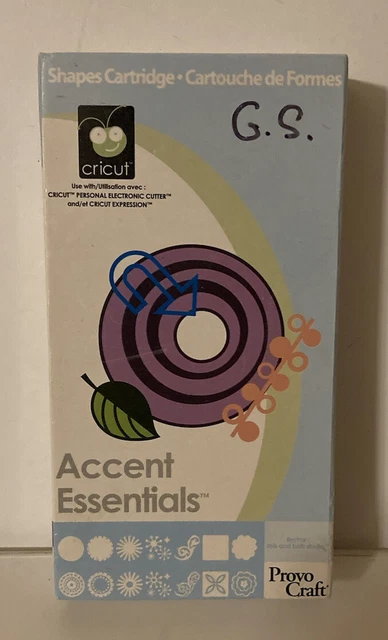 Shapes Cartridge • Cartouche de Formes
G.S.
cricut™
Use with/Utilisation avec :
CRICUT™ PERSONAL ELECTRONIC CUTTER™
and/et CRICUT EXPRESSION™
Accent
Essentials™
Provo
Craft®